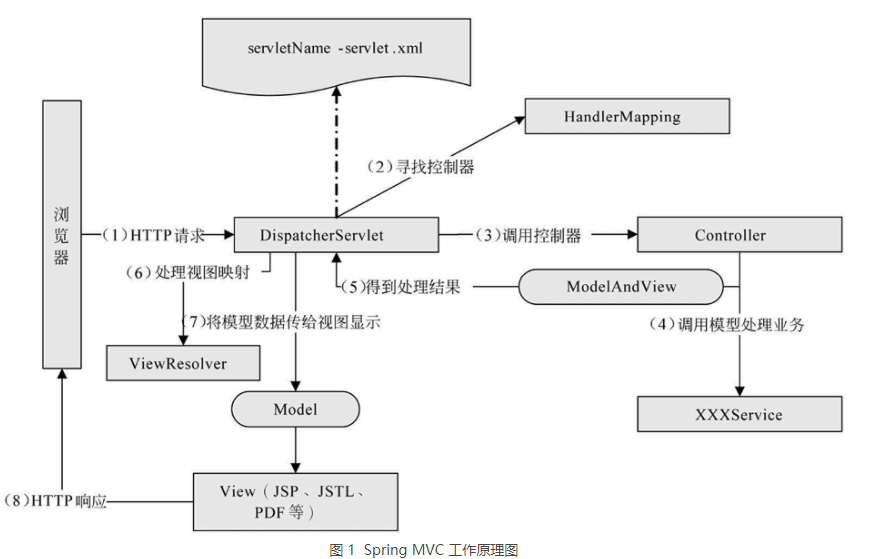 servletName -servlet.xml
HandlerMapping
(2)寻找控制器
浏览器
(1)HTTP 请求
DispatcherServlet
(3)调用控制器
Controller
(6)处理视图映射
(5)得到处理结果
ModelAndView
(7)将模型数据传给视图显示
(4)调用模型处理业务
ViewResolver
Model
XXXService
View(JSP、JSTL、
PDF 等)
(8)HTTP 响应
图 1 Spring MVC 工作原理图